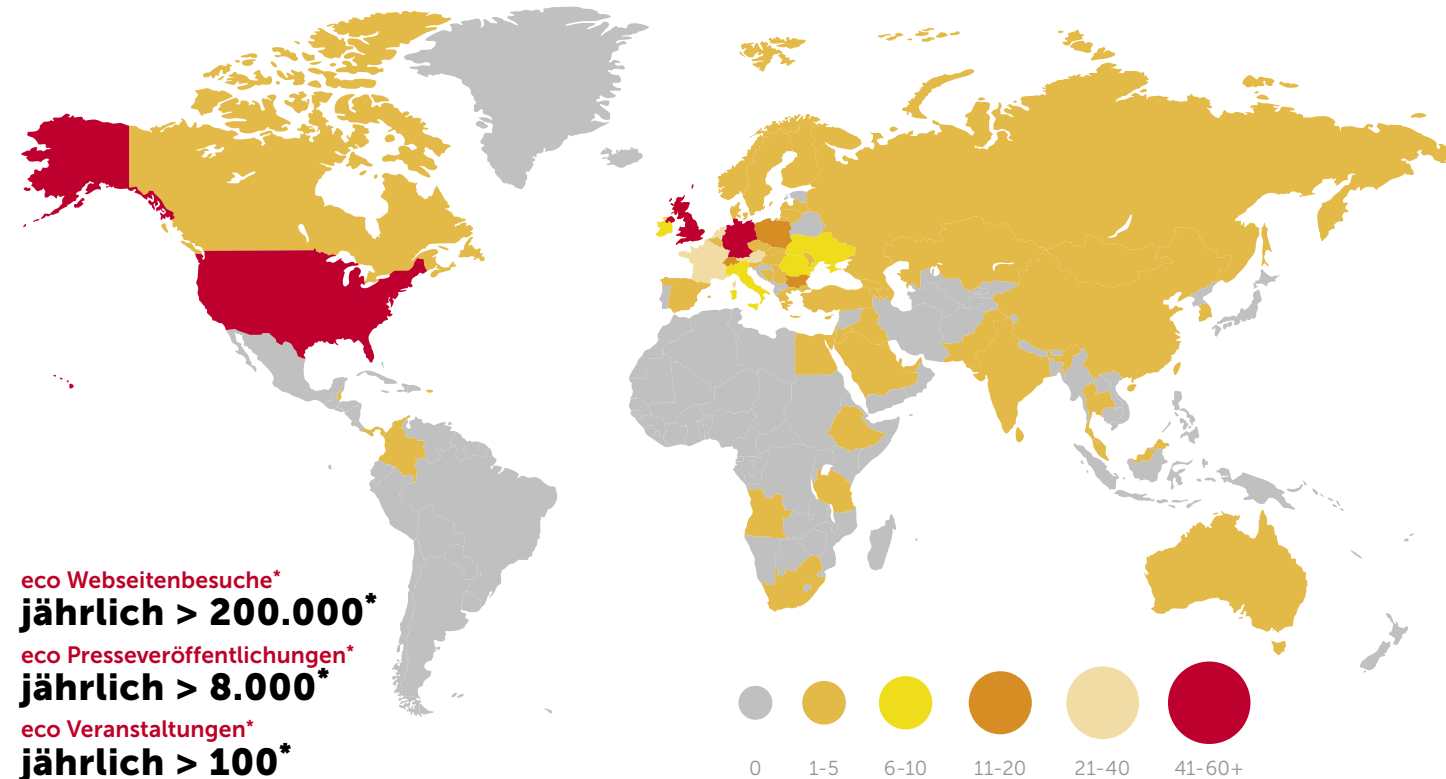 eco Webseitenbesuche*
jährlich > 200.000*
eco Presseveröffentlichungen*
jährlich > 8.000*
eco Veranstaltungen*
jährlich > 100*
0 1-5 6-10 11-20 21-40 41-60+